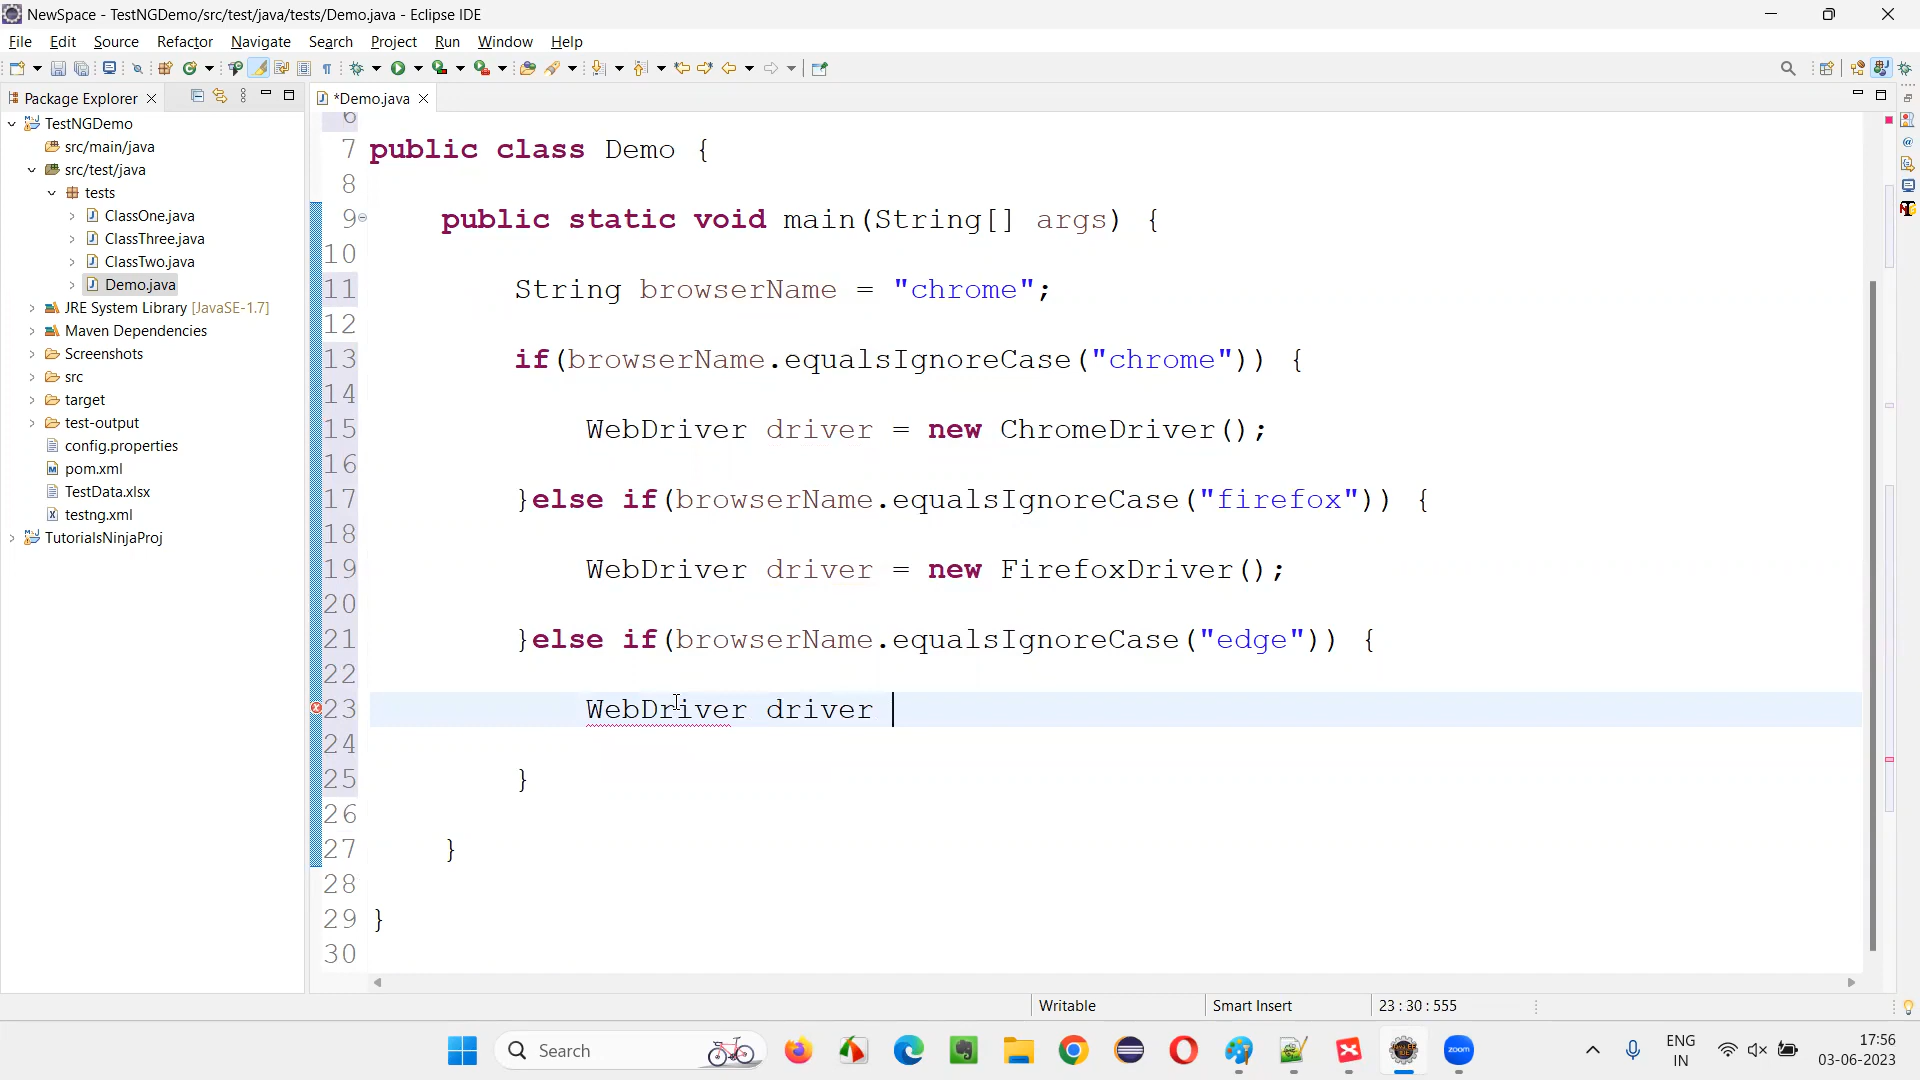 NewSpace - TestNGDemo/src/test/java/tests/Demo.java - Eclipse IDE
File Edit Source Refactor Navigate Search Project Run Window Help
Package Explorer
*Demo.java
TestNGDemo
src/main/java
src/test/java
tests
ClassOne.java
ClassThree.java
ClassTwo.java
Demo.java
JRE System Library [JavaSE-1.7]
Maven Dependencies
Screenshots
src
target
test-output
config.properties
pom.xml
TestData.xlsx
testng.xml
TutorialsNinjaProj
6
7 public class Demo {
8
9 public static void main(String[] args) {
10
11 String browserName = "chrome";
12
13 if(browserName.equalsIgnoreCase("chrome")) {
14
15 WebDriver driver = new ChromeDriver();
16
17 }else if(browserName.equalsIgnoreCase("firefox")) {
18
19 WebDriver driver = new FirefoxDriver();
20
21 }else if(browserName.equalsIgnoreCase("edge")) {
22
23 WebDriver driver
24
25 }
26
27 }
28
29 }
30
Writable Smart Insert 23 : 30 : 555
Search
zoom
ENG
IN
17:56
03-06-2023